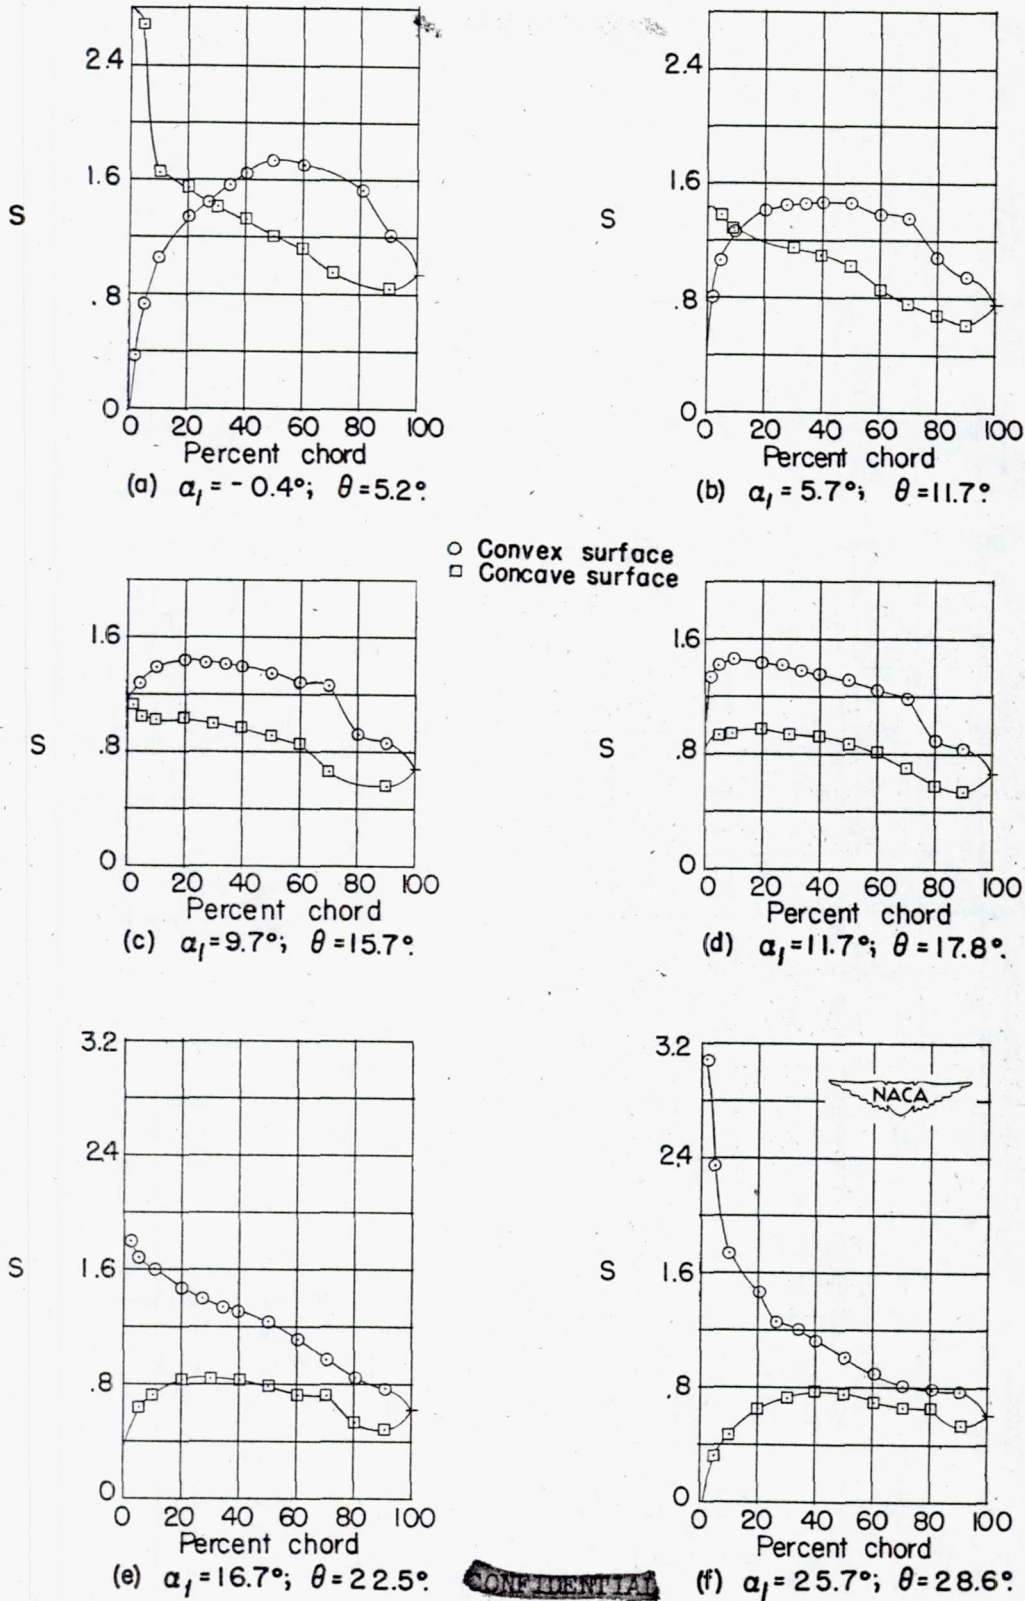 2.4
1.6
S
.8
0
0 20 40 60 80 100
Percent chord
(a) α₁ = - 0.4°; θ = 5.2°.
2.4
1.6
S
.8
0
0 20 40 60 80 100
Percent chord
(b) α₁ = 5.7°; θ = 11.7°.
○ Convex surface
□ Concave surface
1.6
S
.8
0
0 20 40 60 80 100
Percent chord
(c) α₁ = 9.7°; θ = 15.7°.
1.6
S
.8
0
0 20 40 60 80 100
Percent chord
(d) α₁ = 11.7°; θ = 17.8°.
3.2
2.4
S
1.6
.8
0
0 20 40 60 80 100
Percent chord
(e) α₁ = 16.7°; θ = 22.5°.
3.2
NACA
2.4
S
1.6
.8
0
0 20 40 60 80 100
Percent chord
(f) α₁ = 25.7°; θ = 28.6°.
CONFIDENTIAL